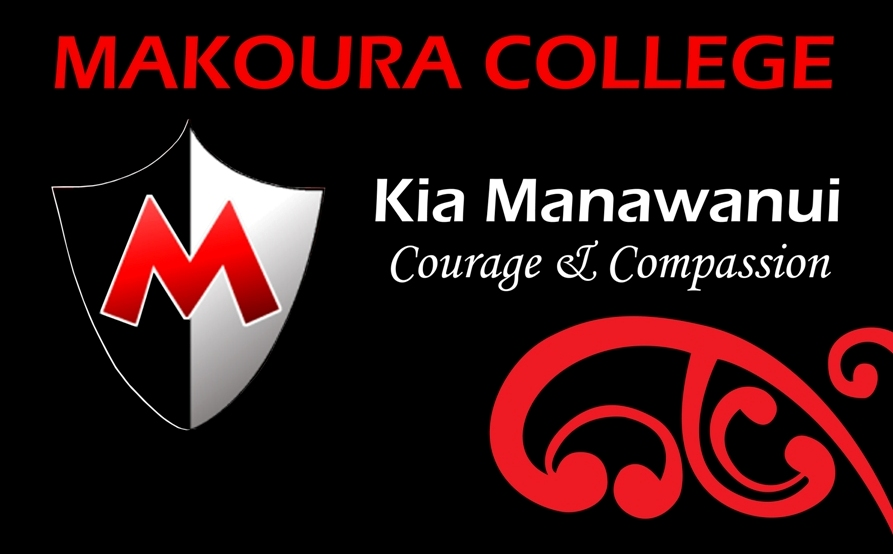 MAKOURA COLLEGE
M
Kia Manawanui
Courage & Compassion